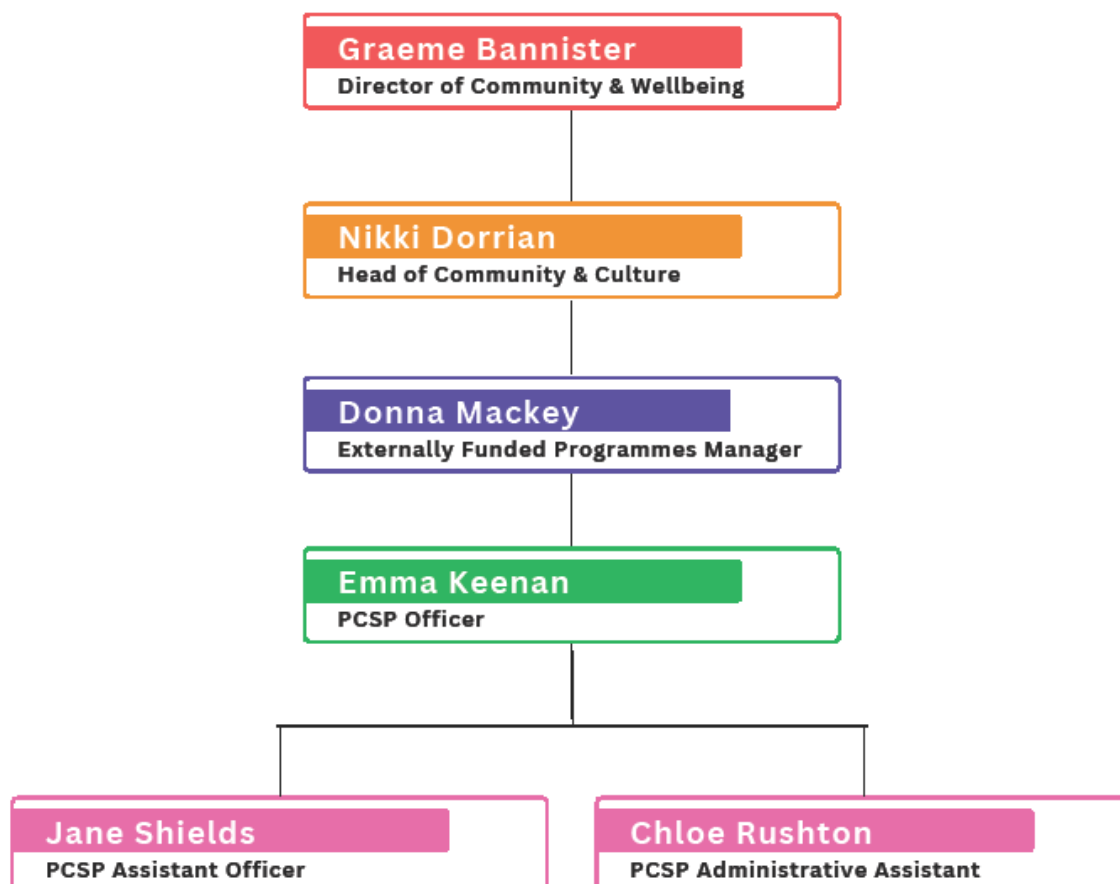 Graeme Bannister
Director of Community & Wellbeing
Nikki Dorrian
Head of Community & Culture
Donna Mackey
Externally Funded Programmes Manager
Emma Keenan
PCSP Officer
Jane Shields
PCSP Assistant Officer
Chloe Rushton
PCSP Administrative Assistant